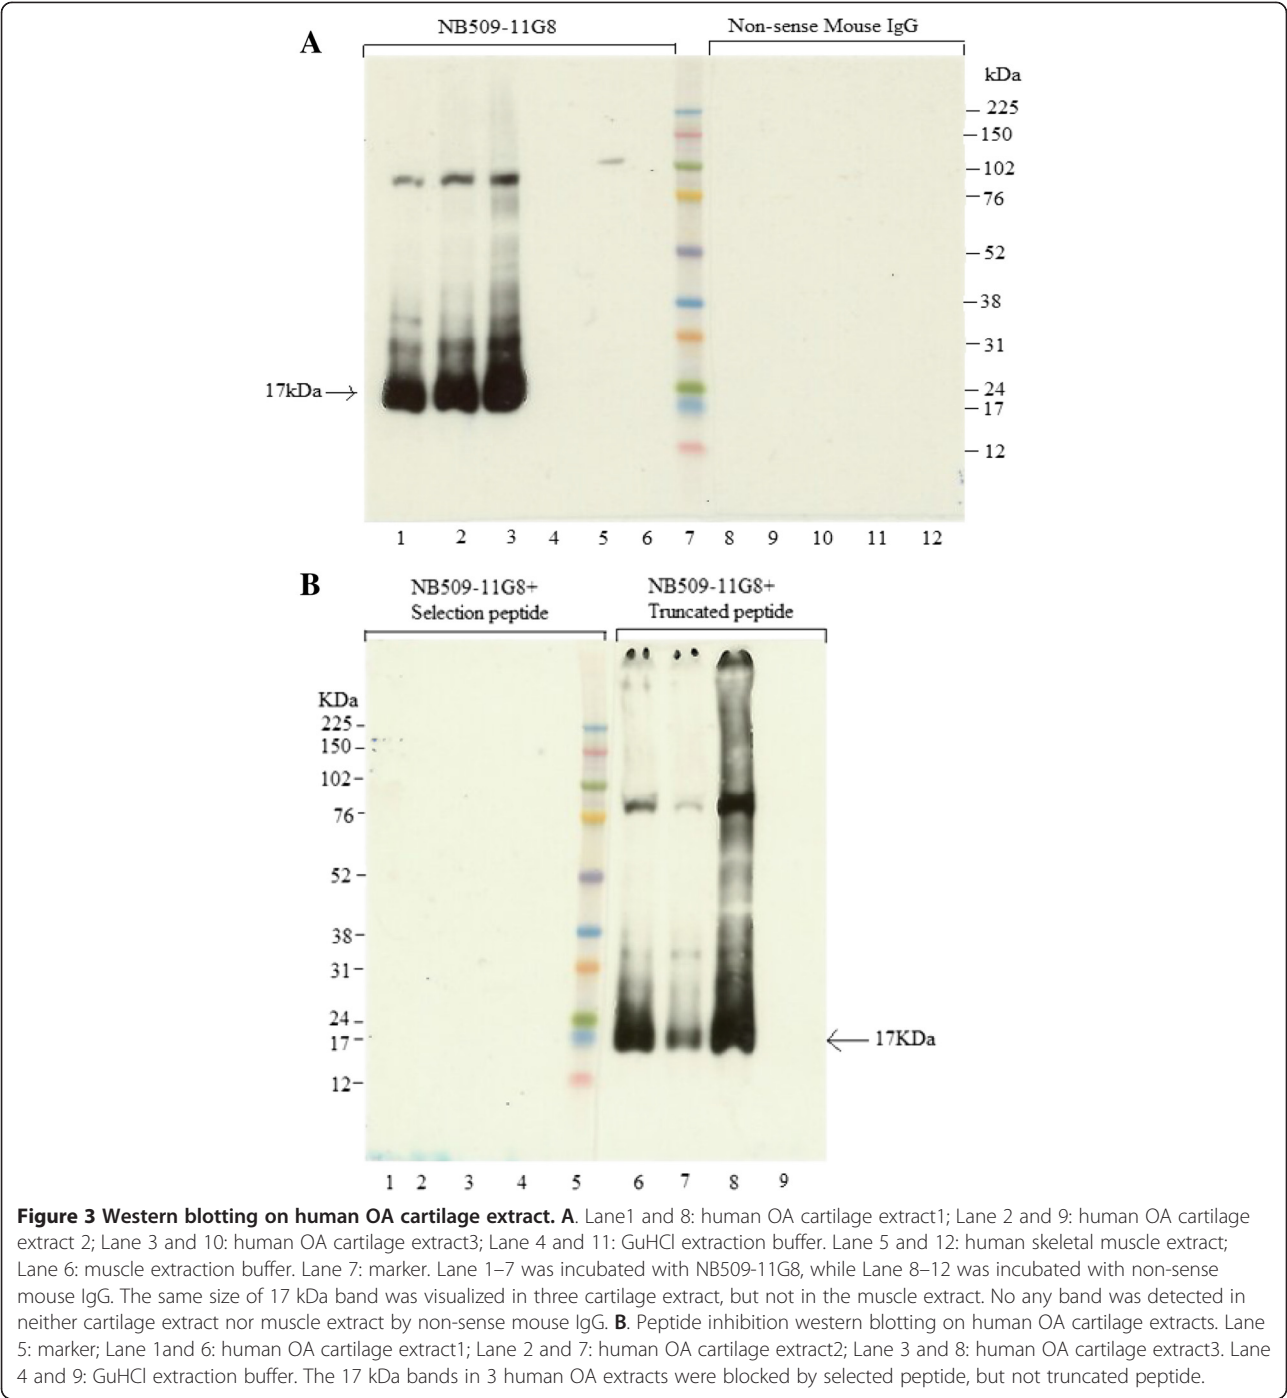 A
NB509-11G8
Non-sense Mouse IgG
kDa
225
150
102
76
52
38
31
24
17
12
17kDa
1 2 3 4 5 6 7 8 9 10 11 12
B
NB509-11G8+
Selection peptide
NB509-11G8+
Truncated peptide
KDa
225
150
102
76
52
38
31
24
17
12
17KDa
1 2 3 4 5 6 7 8 9
Figure 3 Western blotting on human OA cartilage extract. A. Lane1 and 8: human OA cartilage extract1; Lane 2 and 9: human OA cartilage
extract 2; Lane 3 and 10: human OA cartilage extract3; Lane 4 and 11: GuHCl extraction buffer. Lane 5 and 12: human skeletal muscle extract;
Lane 6: muscle extraction buffer. Lane 7: marker. Lane 1–7 was incubated with NB509-11G8, while Lane 8–12 was incubated with non-sense
mouse IgG. The same size of 17 kDa band was visualized in three cartilage extract, but not in the muscle extract. No any band was detected in
neither cartilage extract nor muscle extract by non-sense mouse IgG. B. Peptide inhibition western blotting on human OA cartilage extracts. Lane
5: marker; Lane 1and 6: human OA cartilage extract1; Lane 2 and 7: human OA cartilage extract2; Lane 3 and 8: human OA cartilage extract3. Lane
4 and 9: GuHCl extraction buffer. The 17 kDa bands in 3 human OA extracts were blocked by selected peptide, but not truncated peptide.